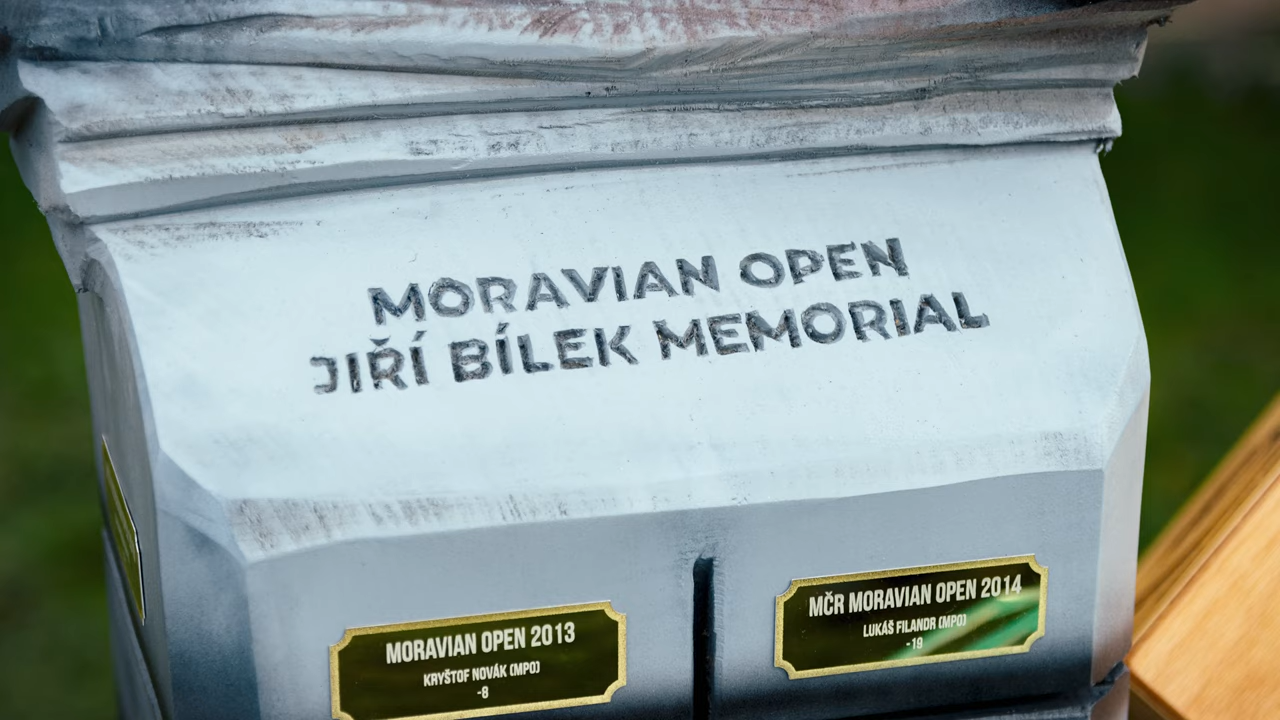 MORAVIAN OPEN
JIŘÍ BÍLEK MEMORIAL
MORAVIAN OPEN 2013
KRYŠTOF NOVÁK (MPO)
-8
MČR MORAVIAN OPEN 2014
LUKÁŠ FILANDR (MPO)
-19